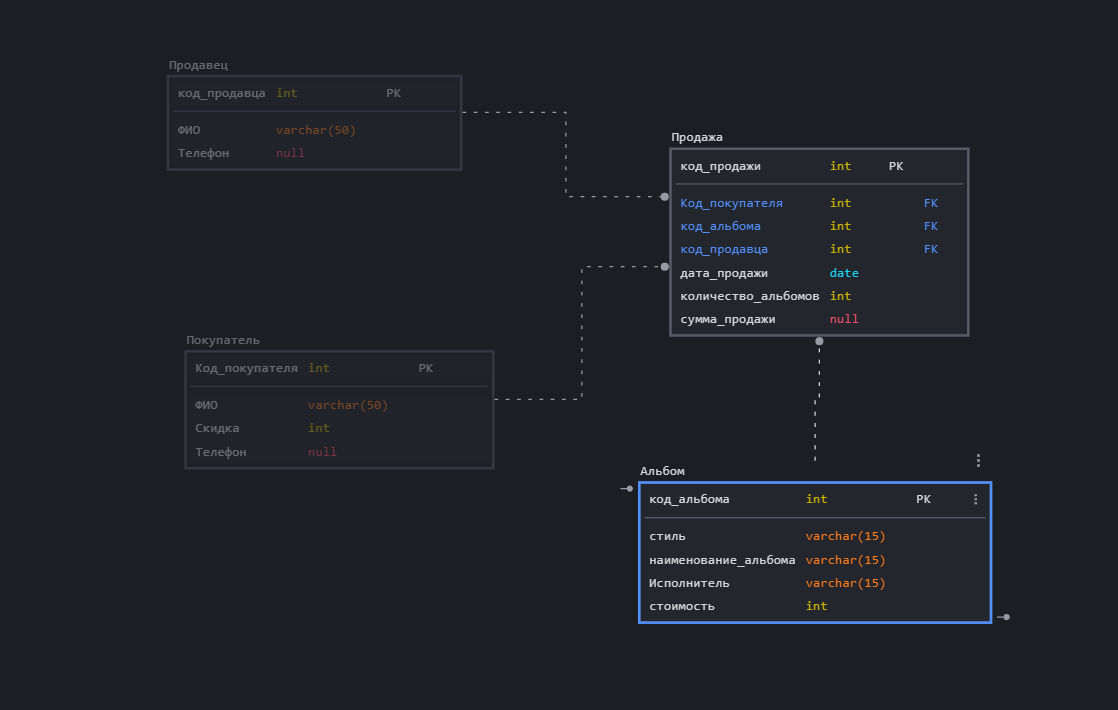 Продавец
код_продавца int PK
ФИО varchar(50)
Телефон null
Продажа
код_продажи int PK
Код_покупателя int FK
код_альбома int FK
код_продавца int FK
дата_продажи date
количество_альбомов int
сумма_продажи null
Покупатель
Код_покупателя int PK
ФИО varchar(50)
Скидка int
Телефон null
Альбом
код_альбома int PK
стиль varchar(15)
наименование_альбома varchar(15)
Исполнитель varchar(15)
стоимость int